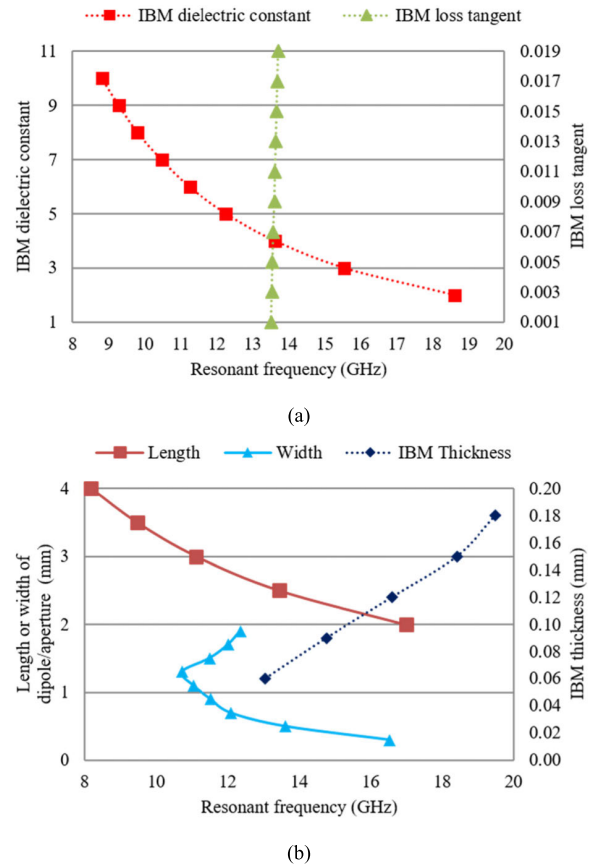 IBM dielectric constant IBM loss tangent
11 0.019
9 0.017
0.015
7 0.013
0.011
5 0.009
0.007
3 0.005
0.003
1 0.001
IBM dielectric constant
IBM loss tangent
8 9 10 11 12 13 14 15 16 17 18 19 20
Resonant frequency (GHz)
(a)
Length Width IBM Thickness
4 0.20
3 0.16
2 0.12
0.10
1 0.08
0.06
0.04
0.02
0 0.00
Length or width of
dipole/aperture (mm)
IBM thickness (mm)
8 10 12 14 16 18 20
Resonant frequency (GHz)
(b)